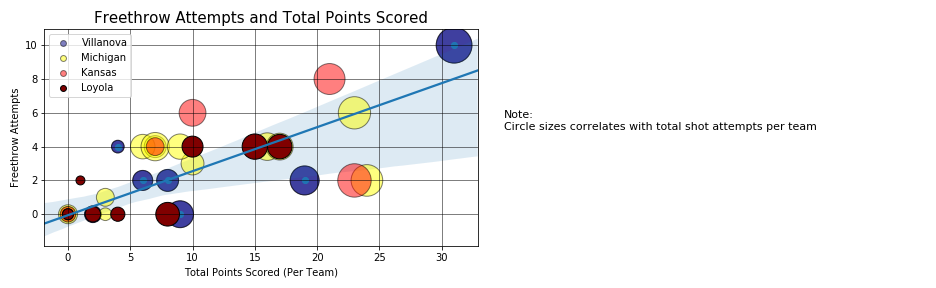 Freethrow Attempts and Total Points Scored
Villanova
Michigan
Kansas
Loyola
10
8
6
4
2
0
Freethrow Attempts
0 5 10 15 20 25 30
Total Points Scored (Per Team)
Note:
Circle sizes correlates with total shot attempts per team